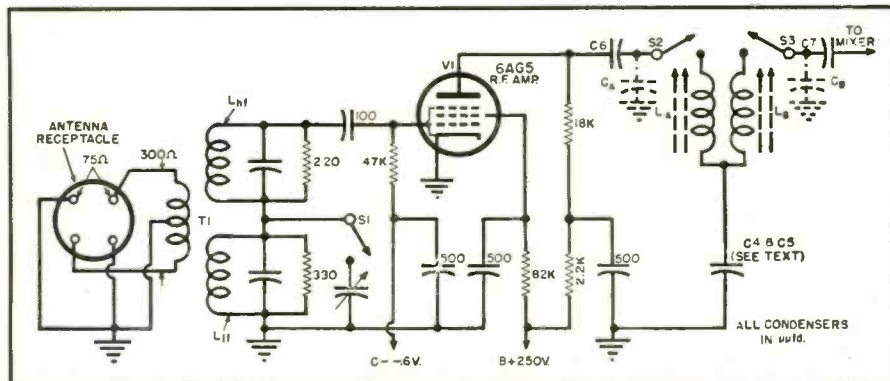 ANTENNA
RECEPTACLE
75Ω
300Ω
T1
Lhf
Llf
220
330
S1
100
47K
V1
6AG5
R.F. AMP.
500
500
82K
18K
2.2K
500
C--.6V.
B+250V.
C6
S2
CA
LA
S3
C7
TO
MIXER
CB
LB
C4 & C5
(SEE TEXT)
ALL CONDENSERS
IN µµfd.